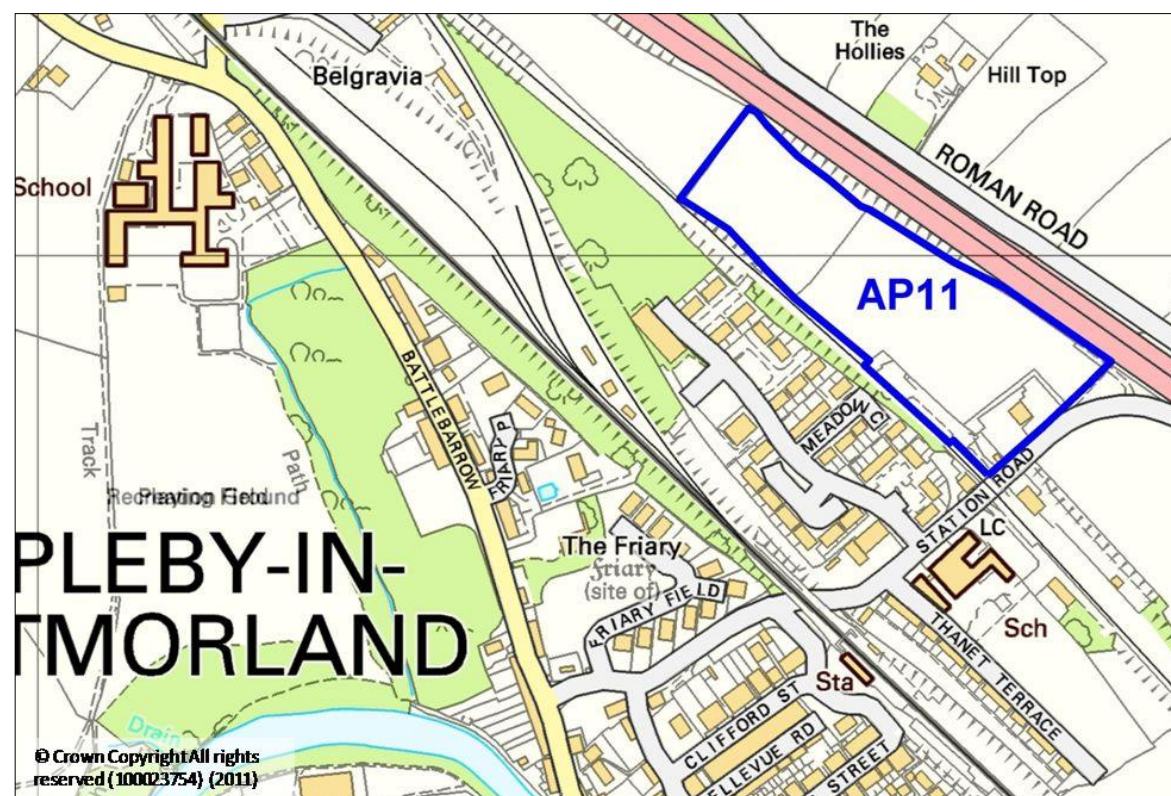 The
Hollies
Hill Top
Belgravia
School
ROMAN ROAD
AP11
BATTLEBARROW
MEADOW C
Track
Path
FRIARY P
STATION ROAD
LC
The Friary
Friary
(site of)
FRIARY FIELD
PLEBY-IN-
TMORLAND
Sch
THANET TERRACE
Sta
CLIFFORD ST
ELLEVUE RD
STREET
Drain
© Crown Copyright All rights
reserved (100023754) (2011)